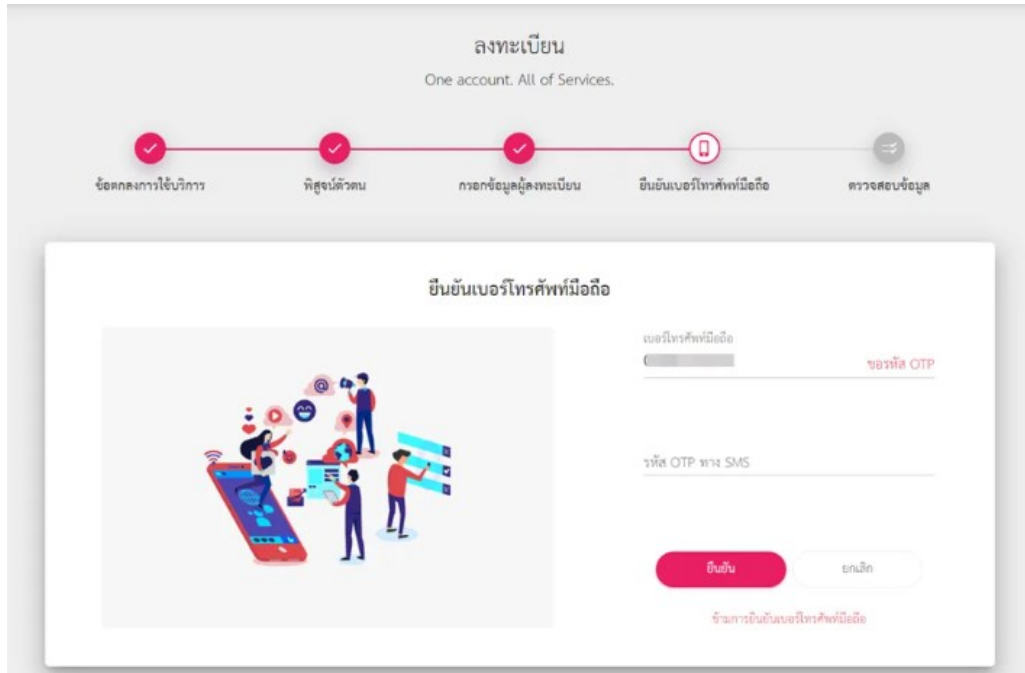 ลงทะเบียน
One account. All of Services.
ข้อตกลงการใช้บริการ
พิสูจน์ตัวตน
กรอกข้อมูลผู้ลงทะเบียน
ยืนยันเบอร์โทรศัพท์มือถือ
ตรวจสอบข้อมูล
ยืนยันเบอร์โทรศัพท์มือถือ
เบอร์โทรศัพท์มือถือ
ขอรหัส OTP
รหัส OTP ทาง SMS
ยืนยัน
ยกเลิก
ข้ามการยืนยันเบอร์โทรศัพท์มือถือ